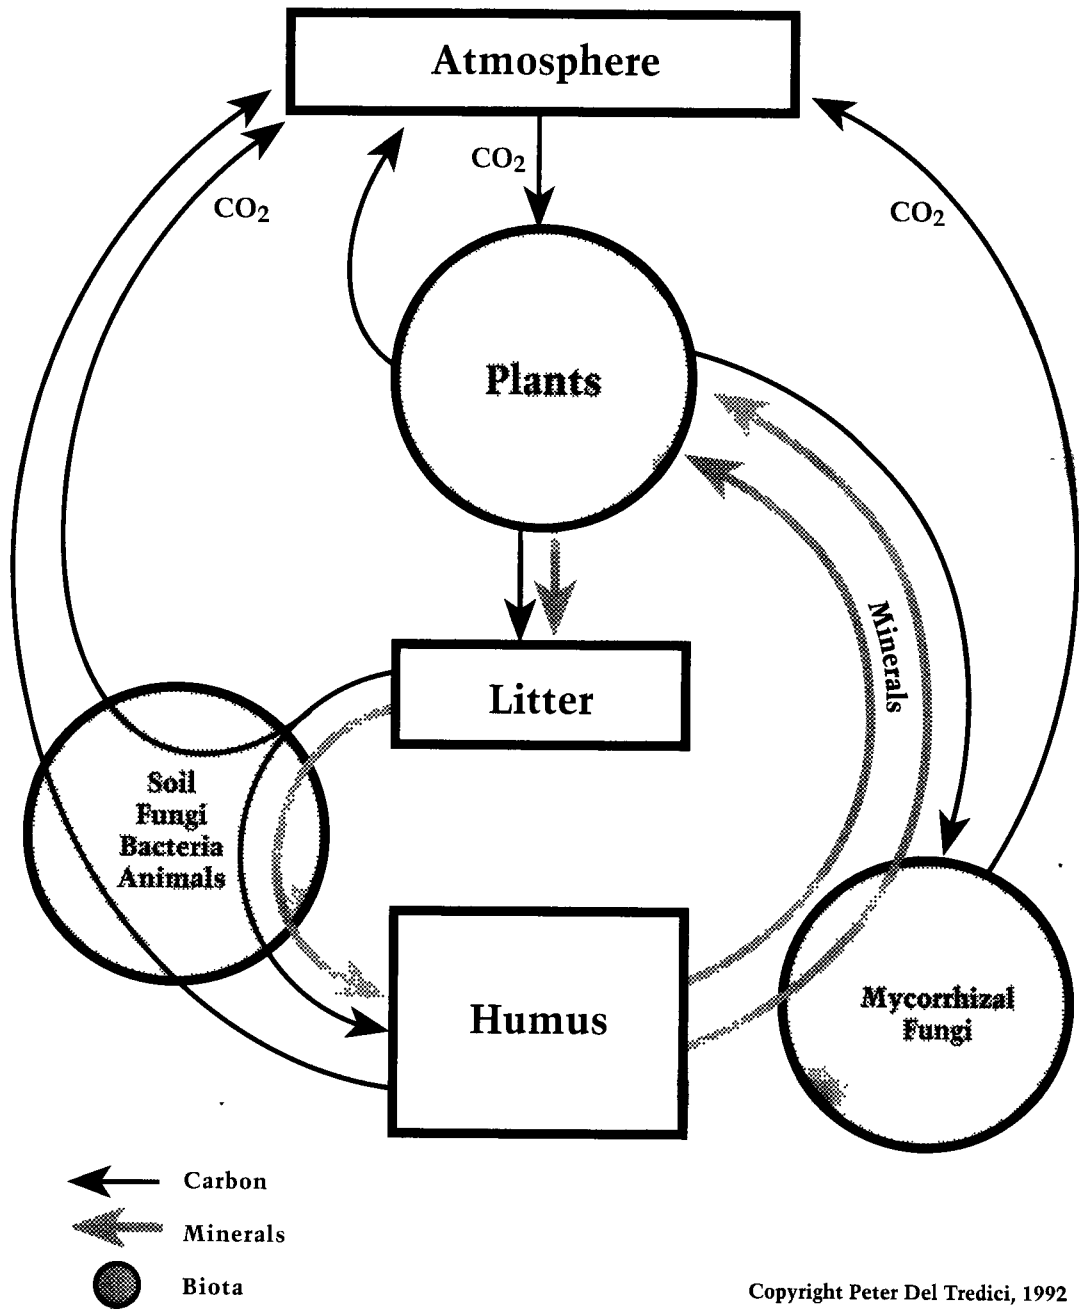 Atmosphere
CO2
CO2
CO2
Plants
Minerals
Litter
Soil
Fungi
Bacteria
Animals
Humus
Mycorrhizal
Fungi
Carbon
Minerals
Biota
Copyright Peter Del Tredici, 1992